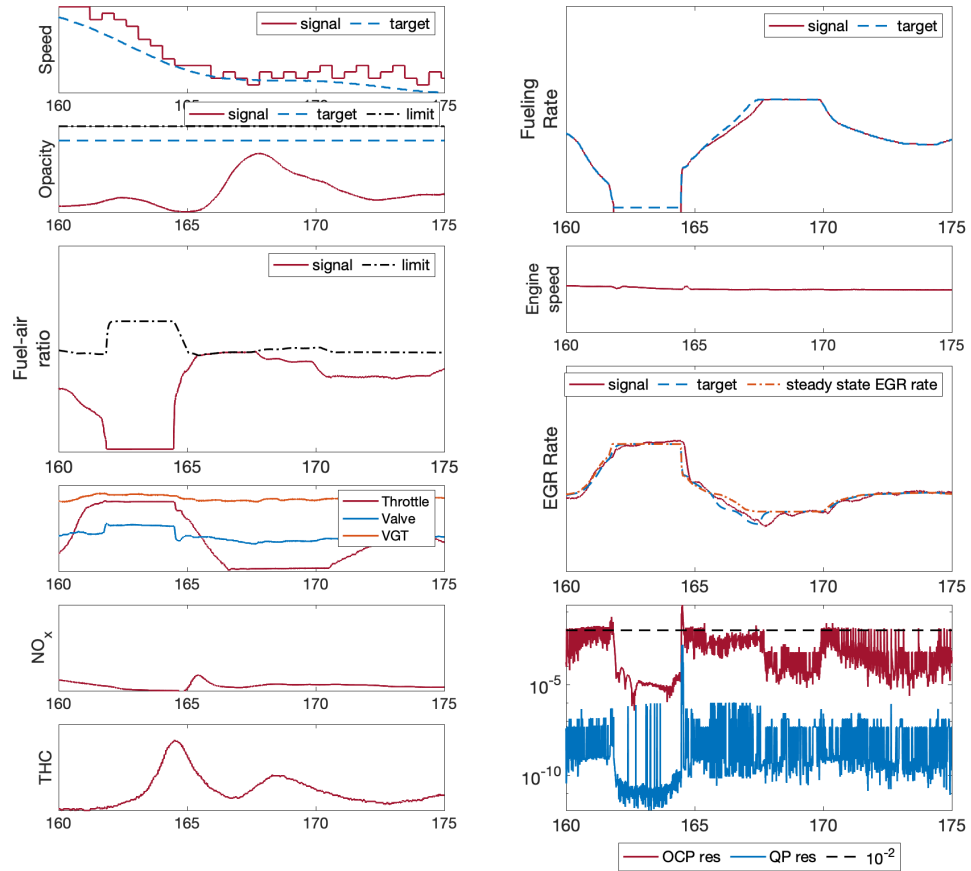 Speed
signal target
160 165 170 175
Opacity
signal target limit
160 165 170 175
Fuel-air
ratio
signal limit
160 165 170 175
Throttle
Valve
VGT
160 165 170 175
NOx
160 165 170 175
THC
160 165 170 175
Fueling
Rate
signal target
160 165 170 175
Engine
speed
signal
160 165 170 175
EGR Rate
signal target steady state EGR rate
160 165 170 175
10^-5
10^-10
160 165 170 175
OCP res QP res 10^-2